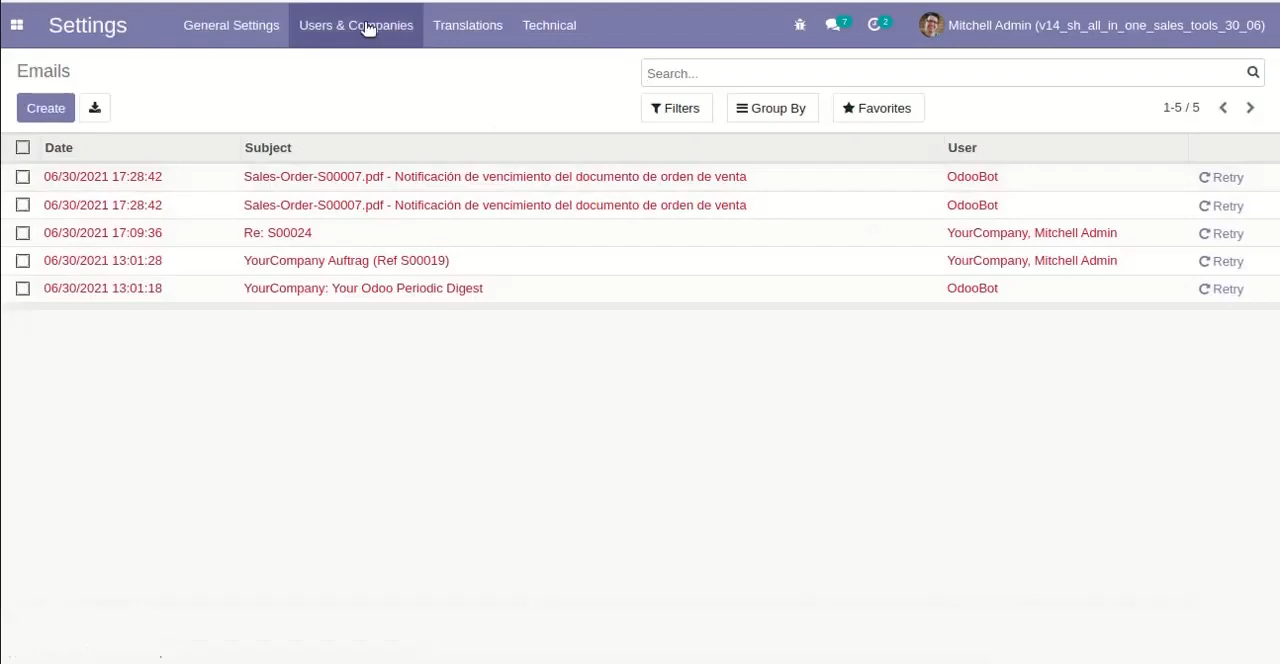 Settings General Settings Users & Companies Translations Technical 7 2 Mitchell Admin (v14_sh_all_in_one_sales_tools_30_06)
Emails Search...
Create Filters Group By Favorites 1-5 / 5
Date Subject User
06/30/2021 17:28:42 Sales-Order-S00007.pdf - Notificación de vencimiento del documento de orden de venta OdooBot Retry
06/30/2021 17:28:42 Sales-Order-S00007.pdf - Notificación de vencimiento del documento de orden de venta OdooBot Retry
06/30/2021 17:09:36 Re: S00024 YourCompany, Mitchell Admin Retry
06/30/2021 13:01:28 YourCompany Auftrag (Ref S00019) YourCompany, Mitchell Admin Retry
06/30/2021 13:01:18 YourCompany: Your Odoo Periodic Digest OdooBot Retry